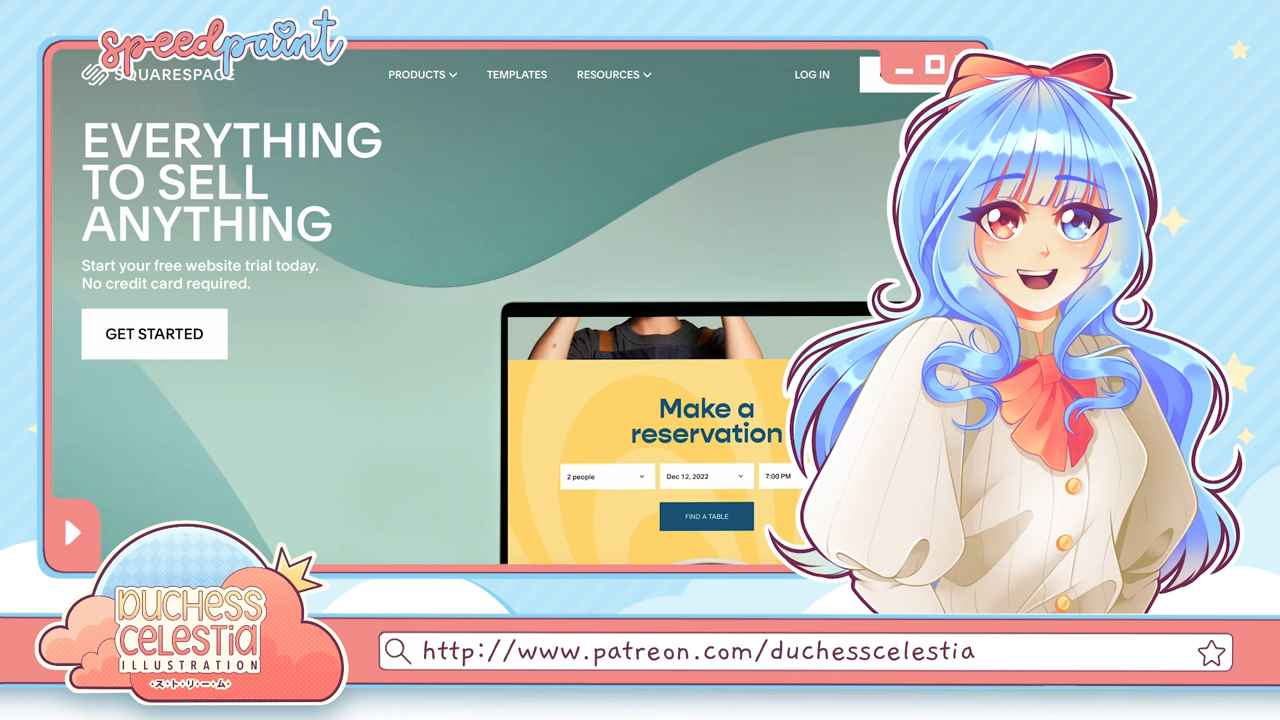 speedpaint
SQUARESPACE
PRODUCTS TEMPLATES RESOURCES LOG IN
EVERYTHING
TO SELL
ANYTHING
Start your free website trial today.
No credit card required.
GET STARTED
Make a
reservation
2 people Dec 12, 2022 7:00 PM
FIND A TABLE
DUCHESS
CELESTIA
ILLUSTRATION
・ス・ト・リ・ー・ム・
http://www.patreon.com/duchesscelestia